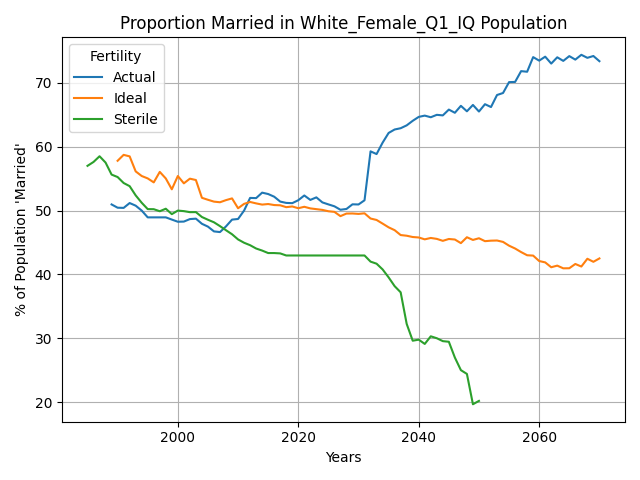 Proportion Married in White_Female_Q1_IQ Population
Fertility
Actual
Ideal
Sterile
% of Population 'Married'
70
60
50
40
30
20
2000
2020
2040
2060
Years